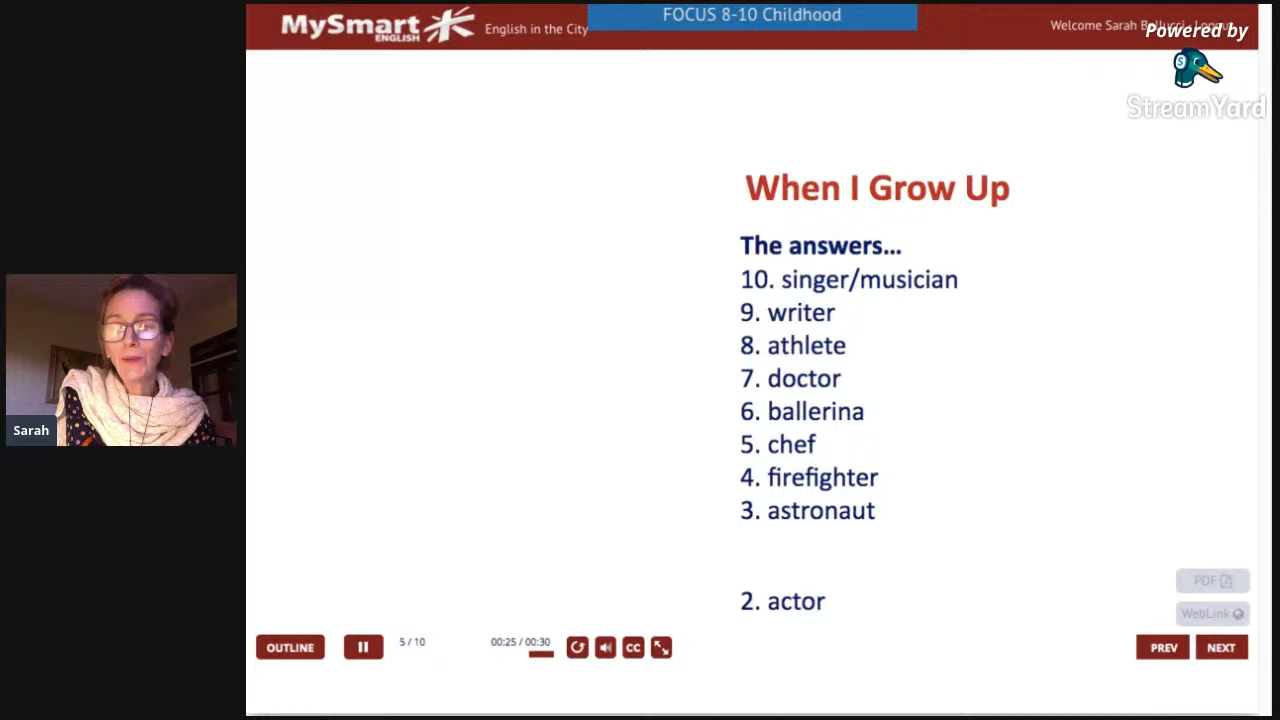 MySmart
ENGLISH
English in the City
FOCUS 8-10 Childhood
Welcome Sarah
Powered by
S
StreamYard
When I Grow Up
The answers...
10. singer/musician
9. writer
8. athlete
7. doctor
6. ballerina
5. chef
4. firefighter
3. astronaut
2. actor
Sarah
PDF
WebLink
OUTLINE
5 / 10
00:25 / 00:30
CC
PREV
NEXT